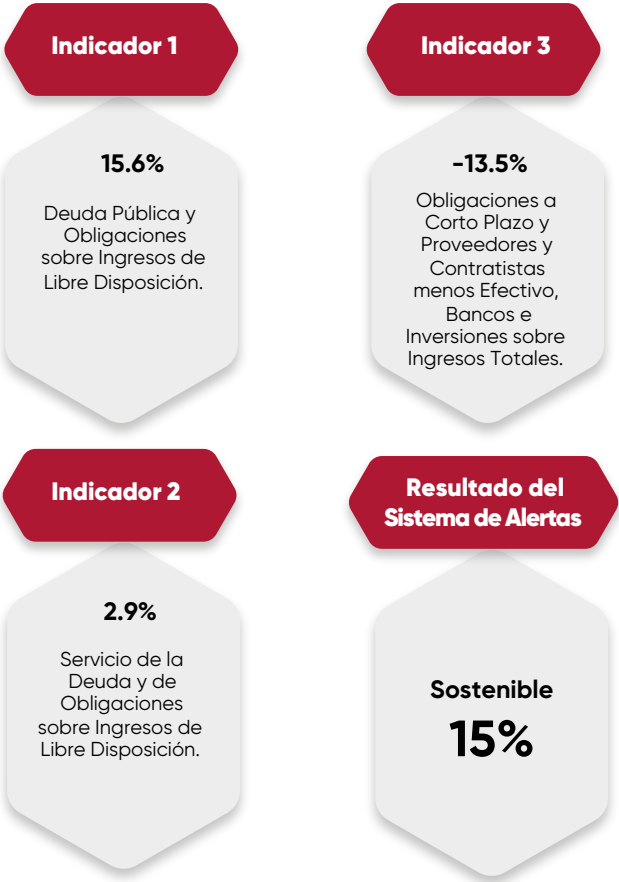 Indicador 1
15.6%
Deuda Pública y
Obligaciones
sobre Ingresos de
Libre Disposición.
Indicador 3
-13.5%
Obligaciones a
Corto Plazo y
Proveedores y
Contratistas
menos Efectivo,
Bancos e
Inversiones sobre
Ingresos Totales.
Indicador 2
2.9%
Servicio de la
Deuda y de
Obligaciones
sobre Ingresos de
Libre Disposición.
Resultado del
Sistema de Alertas
Sostenible
15%